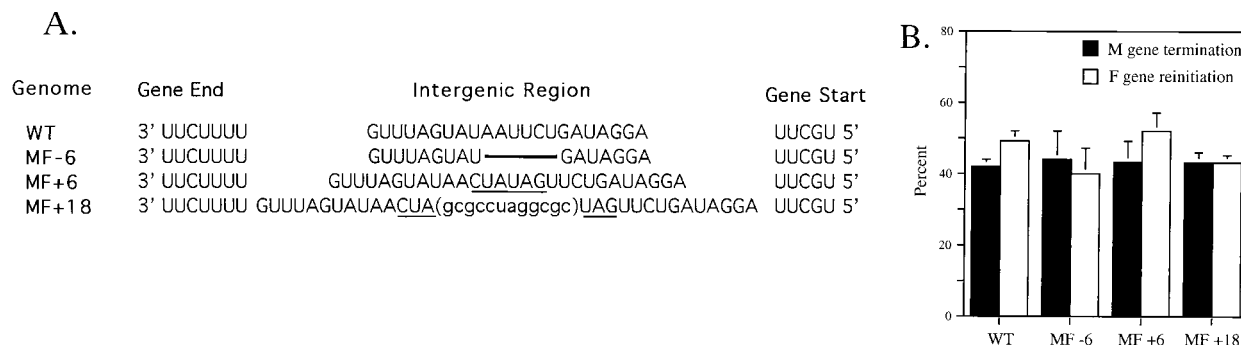 A.
Genome Gene End Intergenic Region Gene Start
WT 3' UUCUUUU GUUUAGUAUAAUUCUGAUAGGA UUCGU 5'
MF-6 3' UUCUUUU GUUUAGUAU GAUAGGA UUCGU 5'
MF+6 3' UUCUUUU GUUUAGUAUAACUAUAGUUCUGAUAGGA UUCGU 5'
MF+18 3' UUCUUUU GUUUAGUAUAACUA(gcgccuaggcgc)UAGUUCUGAUAGGA UUCGU 5'
B.
M gene termination
F gene reinitiation
Percent
80
60
40
20
0
WT MF -6 MF +6 MF +18